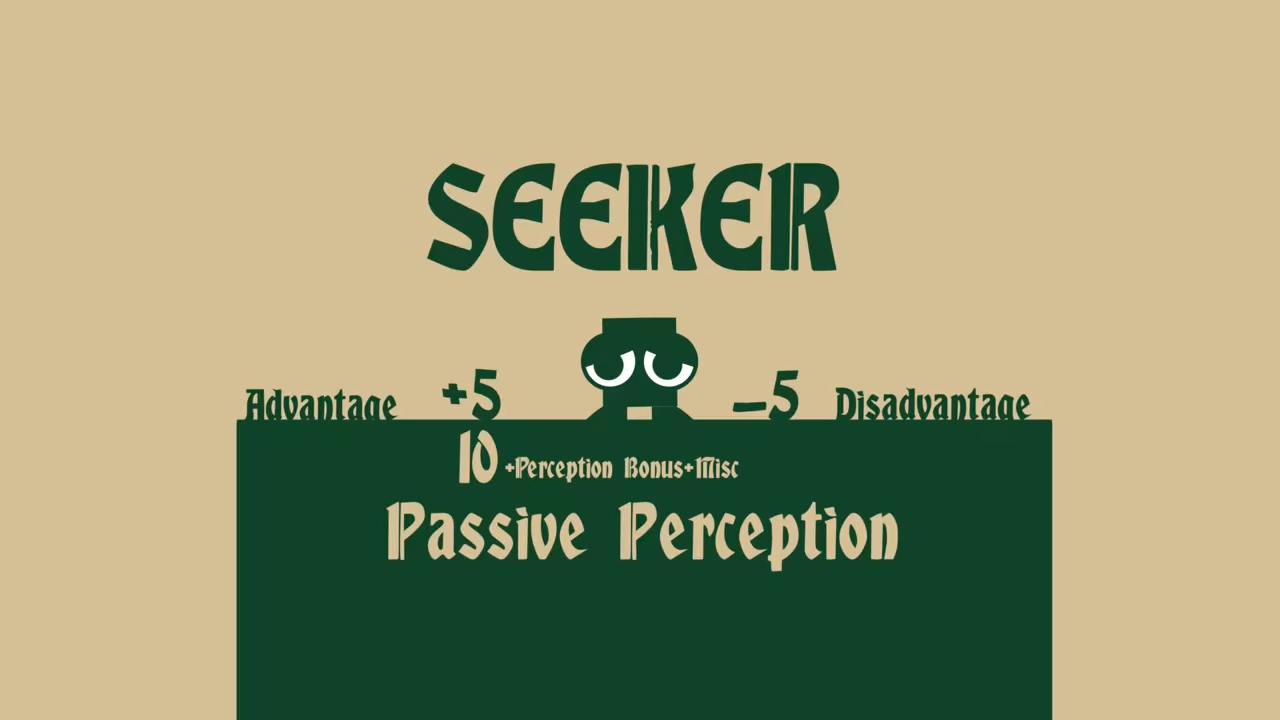 SEEKER
Advantage +5 -5 Disadvantage
10 +Perception Bonus+Misc
Passive Perception